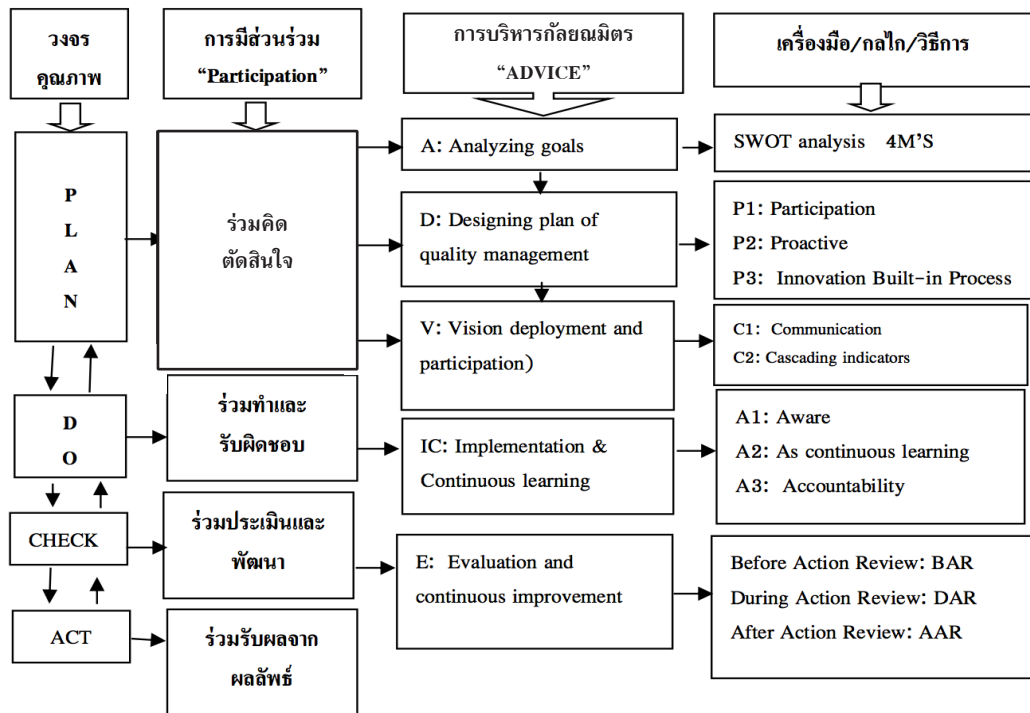 วงจร
คุณภาพ
การมีส่วนร่วม
“Participation”
การบริหารกัลยณมิตร
“ADVICE”
เครื่องมือ/กลไก/วิธีการ
P
L
A
N
ร่วมคิด
ตัดสินใจ
A: Analyzing goals
SWOT analysis 4M’S
D: Designing plan of
quality management
P1: Participation
P2: Proactive
P3: Innovation Built-in Process
V: Vision deployment and
participation)
C1: Communication
C2: Cascading indicators
D
O
ร่วมทำและ
รับผิดชอบ
IC: Implementation &
Continuous learning
A1: Aware
A2: As continuous learning
A3: Accountability
CHECK
ร่วมประเมินและ
พัฒนา
E: Evaluation and
continuous improvement
Before Action Review: BAR
During Action Review: DAR
After Action Review: AAR
ACT
ร่วมรับผลจาก
ผลลัพธ์